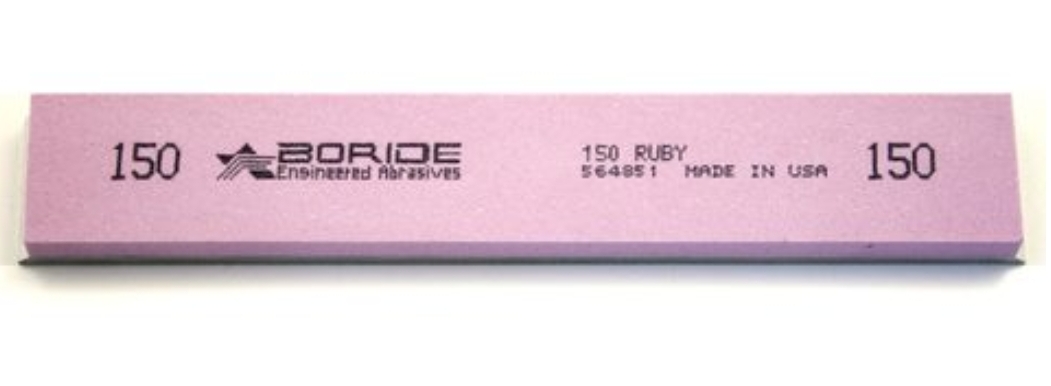 150
BORIDE
Engineered Abrasives
150 RUBY
564851 MADE IN USA
150